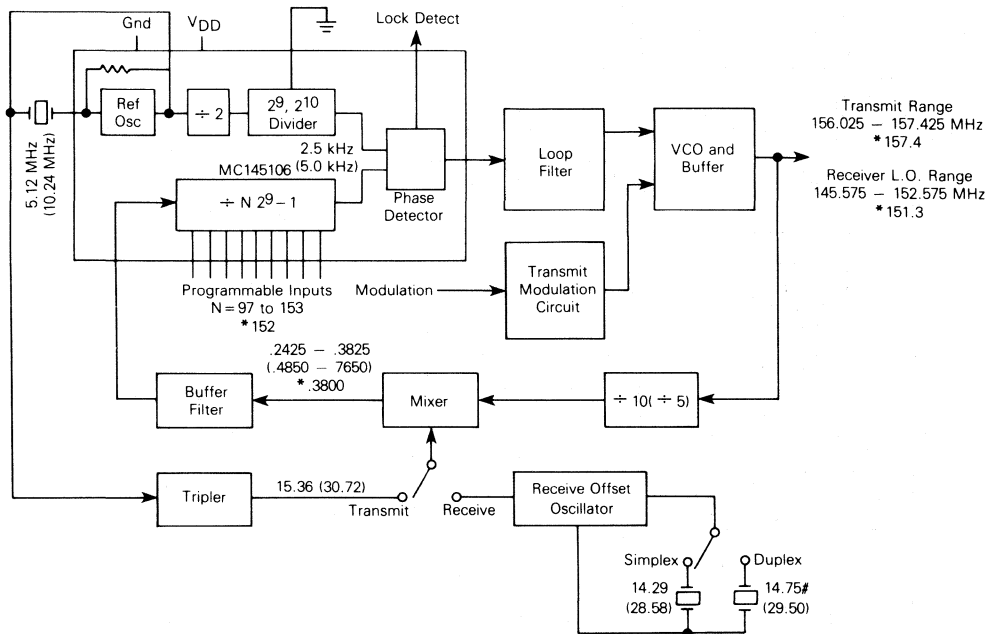 Lock Detect
Gnd
VDD
Ref
Osc
÷ 2
2⁹, 2¹⁰
Divider
5.12 MHz
(10.24 MHz)
2.5 kHz
(5.0 kHz)
MC145106
÷ N 2⁹–1
Phase
Detector
Loop
Filter
VCO and
Buffer
Transmit Range
156.025 – 157.425 MHz
*157.4
Receiver L.O. Range
145.575 – 152.575 MHz
*151.3
Programmable Inputs
N=97 to 153
*152
Modulation
Transmit
Modulation
Circuit
.2425 – .3825
(.4850 – .7650)
*.3800
Buffer
Filter
Mixer
÷ 10(÷ 5)
Tripler
15.36 (30.72)
Transmit
Receive
Receive Offset
Oscillator
Simplex
Duplex
14.29
(28.58)
14.75#
(29.50)